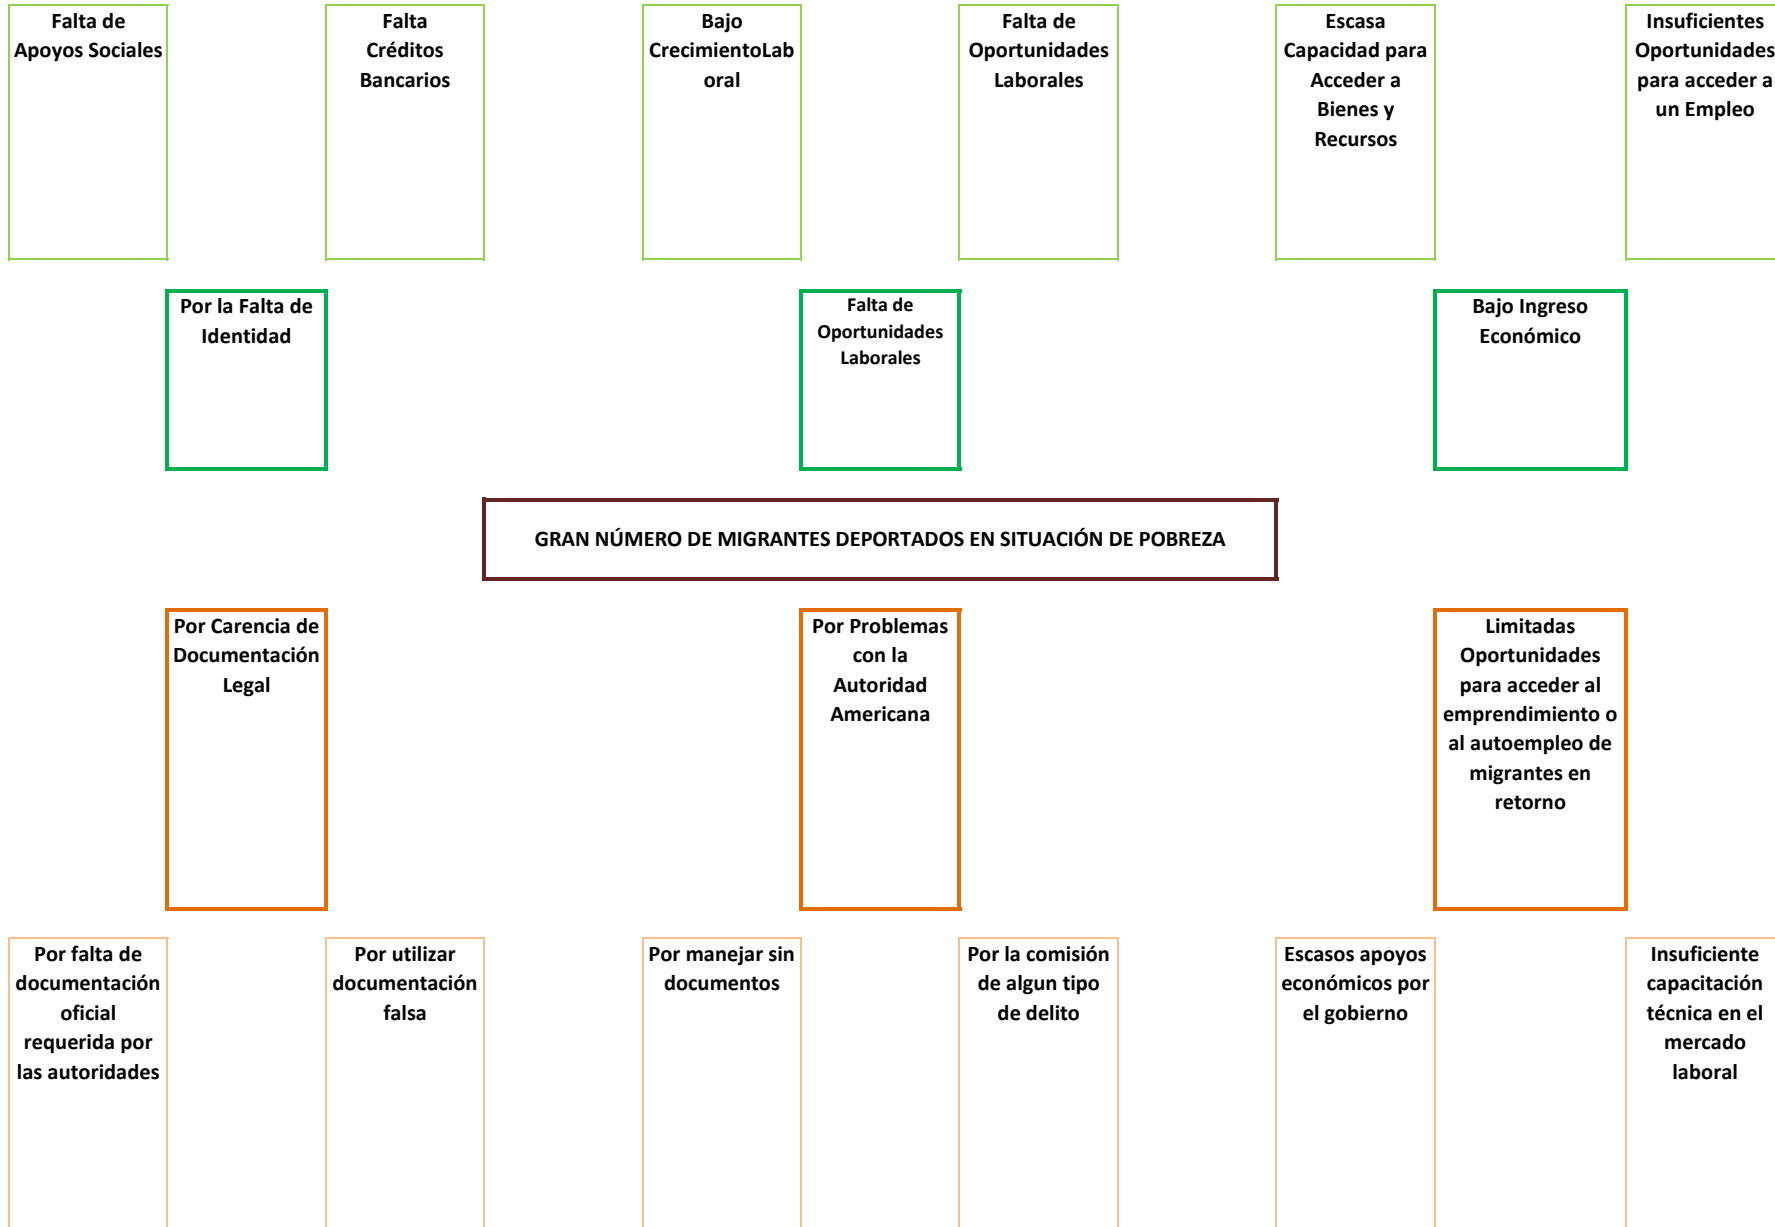 Falta de
Apoyos Sociales
Falta
Créditos
Bancarios
Bajo
CrecimientoLab
oral
Falta de
Oportunidades
Laborales
Escasa
Capacidad para
Acceder a
Bienes y
Recursos
Insuficientes
Oportunidades
para acceder a
un Empleo
Por la Falta de
Identidad
Falta de
Oportunidades
Laborales
Bajo Ingreso
Económico
GRAN NÚMERO DE MIGRANTES DEPORTADOS EN SITUACIÓN DE POBREZA
Por Carencia de
Documentación
Legal
Por Problemas
con la
Autoridad
Americana
Limitadas
Oportunidades
para acceder al
emprendimiento o
al autoempleo de
migrantes en
retorno
Por falta de
documentación
oficial
requerida por
las autoridades
Por utilizar
documentación
falsa
Por manejar sin
documentos
Por la comisión
de algun tipo
de delito
Escasos apoyos
económicos por
el gobierno
Insuficiente
capacitación
técnica en el
mercado
laboral